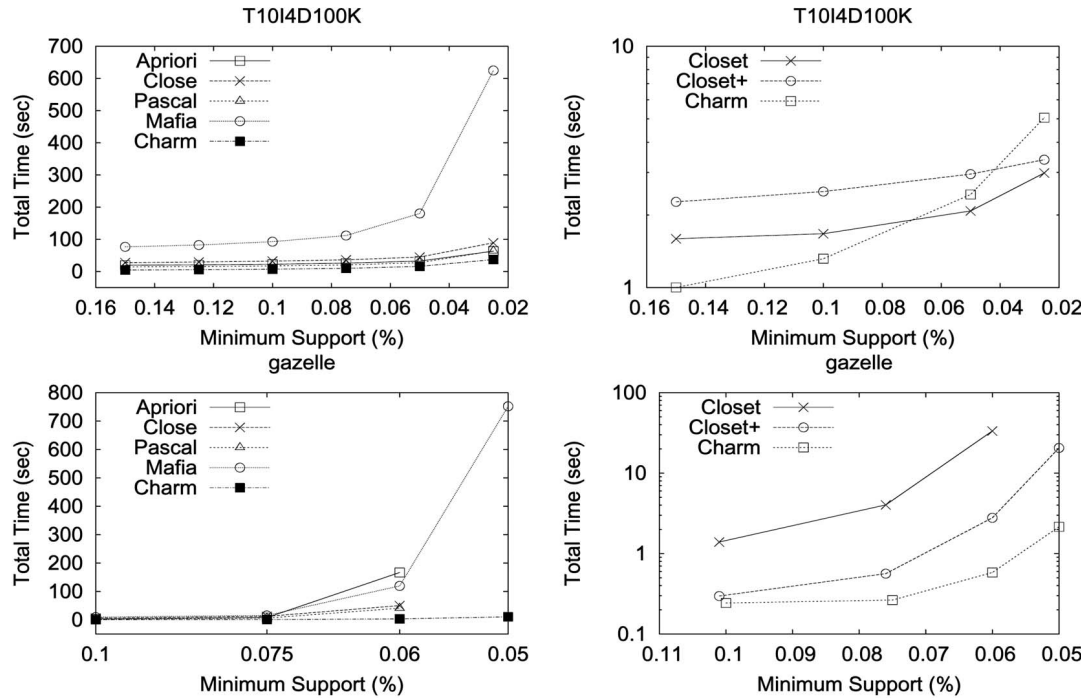 T10I4D100K
700
600
500
400
300
200
100
0
Total Time (sec)
Apriori
Close
Pascal
Mafia
Charm
0.16 0.14 0.12 0.1 0.08 0.06 0.04 0.02
Minimum Support (%)
T10I4D100K
10
1
Total Time (sec)
Closet
Closet+
Charm
0.16 0.14 0.12 0.1 0.08 0.06 0.04 0.02
Minimum Support (%)
gazelle
800
700
600
500
400
300
200
100
0
Total Time (sec)
Apriori
Close
Pascal
Mafia
Charm
0.1 0.075 0.06 0.05
Minimum Support (%)
gazelle
100
10
1
0.1
Total Time (sec)
Closet
Closet+
Charm
0.11 0.1 0.09 0.08 0.07 0.06 0.05
Minimum Support (%)